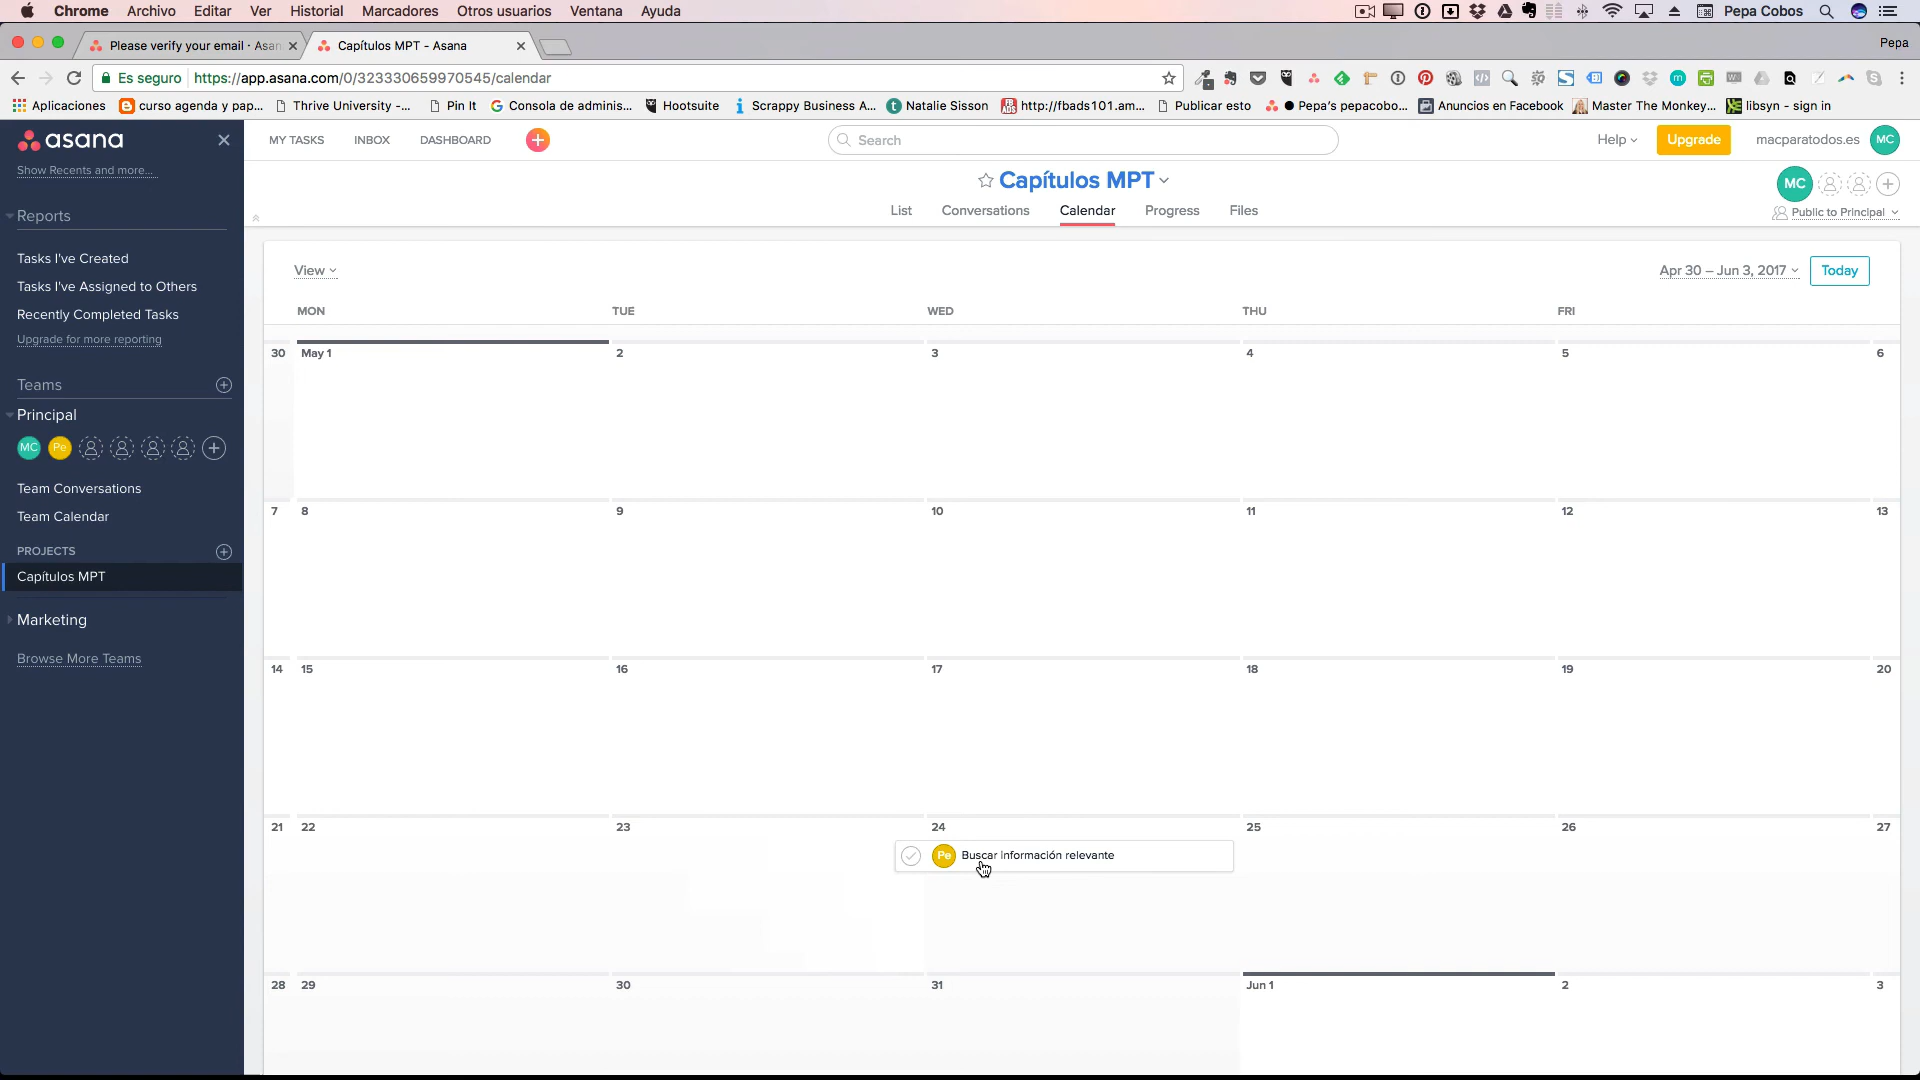 Chrome Archivo Editar Ver Historial Marcadores Otros usuarios Ventana Ayuda Pepa Cobos
Please verify your email · Asan Capítulos MPT - Asana Pepa
Es seguro https://app.asana.com/0/323330659970545/calendar
Aplicaciones curso agenda y pap... Thrive University -... Pin It Consola de adminis... Hootsuite Scrappy Business A... Natalie Sisson http://fbads101.am... Publicar esto Pepa's pepacobo... Anuncios en Facebook Master The Monkey... libsyn - sign in
asana MY TASKS INBOX DASHBOARD Search Help Upgrade macparatodos.es MC
Show Recents and more...
Capítulos MPT MC
List Conversations Calendar Progress Files Public to Principal
Reports
Tasks I've Created
Tasks I've Assigned to Others
Recently Completed Tasks
Upgrade for more reporting
Teams
Principal
MC Pe
Team Conversations
Team Calendar
PROJECTS
Capítulos MPT
Marketing
Browse More Teams
View Apr 30 – Jun 3, 2017 Today
MON TUE WED THU FRI
30 May 1 2 3 4 5 6
7 8 9 10 11 12 13
14 15 16 17 18 19 20
21 22 23 24 25 26 27
Pe Buscar información relevante
28 29 30 31 Jun 1 2 3